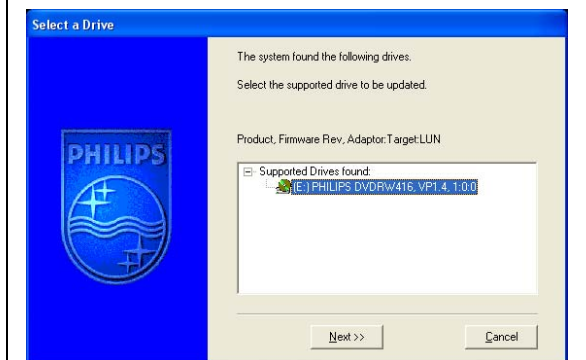 Select a Drive
The system found the following drives.
Select the supported drive to be updated.
Product, Firmware Rev, Adaptor:Target:LUN
PHILIPS
Supported Drives found:
(E:) PHILIPS DVDRW416, VP1.4, 1:0:0
Next >>
Cancel